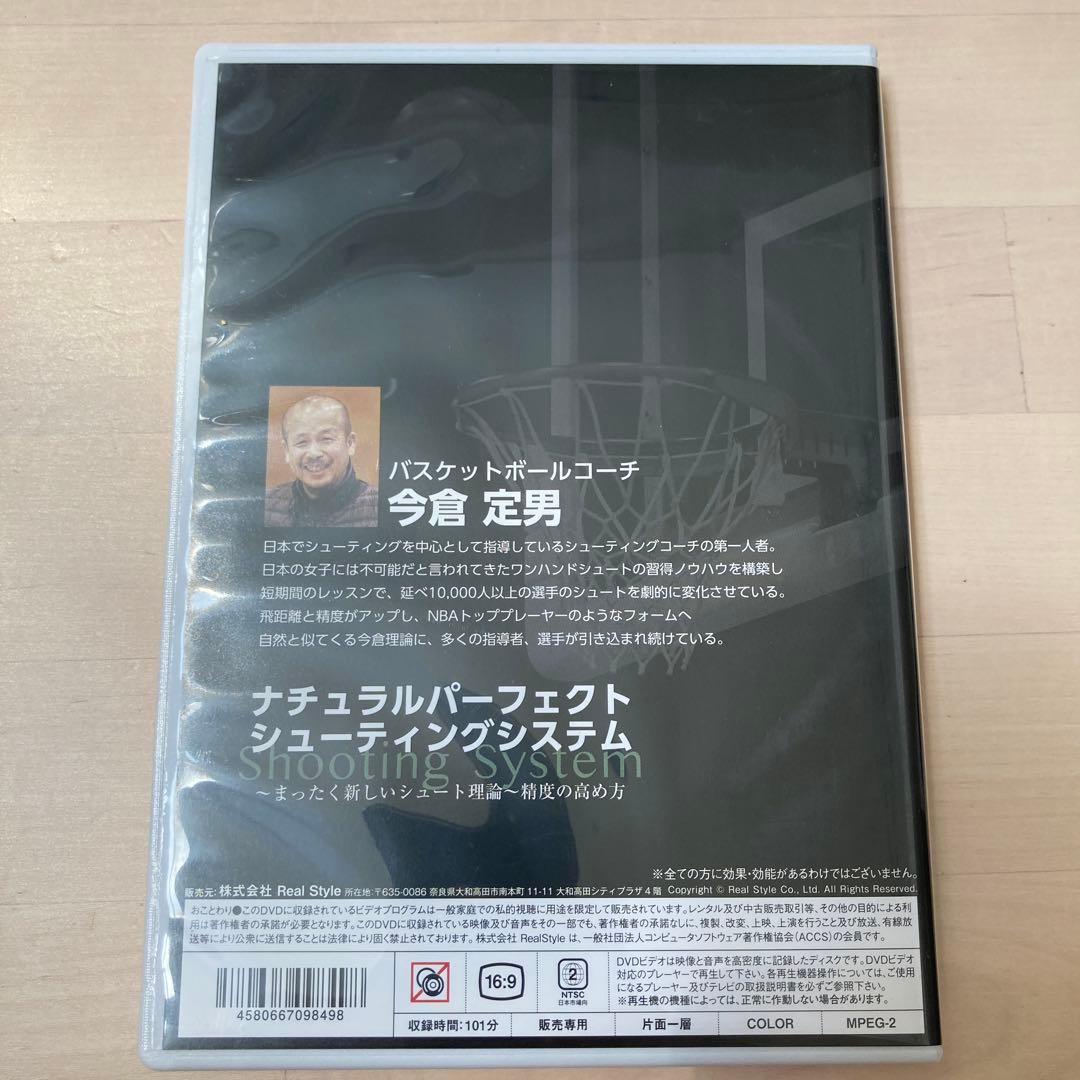 バスケットボールコーチ
今倉 定男
日本でシューティングを中心として指導しているシューティングコーチの第一人者。
日本の女子には不可能だと言われてきたワンハンドシュートの習得ノウハウを構築し
短期間のレッスンで、延べ10,000人以上の選手のシュートを劇的に変化させている。
飛距離と精度がアップし、NBAトッププレーヤーのようなフォームへ
自然と似てくる今倉理論に、多くの指導者、選手が引き込まれ続けている。
ナチュラルパーフェクト
シューティングシステム
Shooting System
～まったく新しいシュート理論～精度の高め方
※全ての方に効果・効能があるわけではございません。
販売元: 株式会社 Real Style 所在地:〒635-0086 奈良県大和高田市南本町11-11 大和高田シティプラザ4階 Copyright © Real Style Co., Ltd. All Rights Reserved.
おことわり●このDVDに収録されているビデオプログラムは一般家庭での私的視聴に用途を限定して販売されています。レンタル及び中古販売取引等、その他の目的による利
用は著作権者の承諾が必要となります。このDVDに収録されている映像及び音声をその一部でも、著作権者の承諾なしに、複製、改変、上映、上演を行うこと及び放送、有線放
送等により公衆に送信することは法律により固く禁止されております。株式会社 RealStyle は、一般社団法人コンピュータソフトウェア著作権協会(ACCS)の会員です。
4580667098498
16:9
2
NTSC
日本市場向
DVDビデオは映像と音声を高密度に記録したディスクです。DVDビデオ
対応のプレーヤーで再生して下さい。各再生機器操作については、ご使用
になるプレーヤー及びテレビの取扱説明書を必ずご参照下さい。
※再生機の機種によっては、正常に作動しない場合があります。
収録時間:101分
販売専用
片面一層
COLOR
MPEG-2